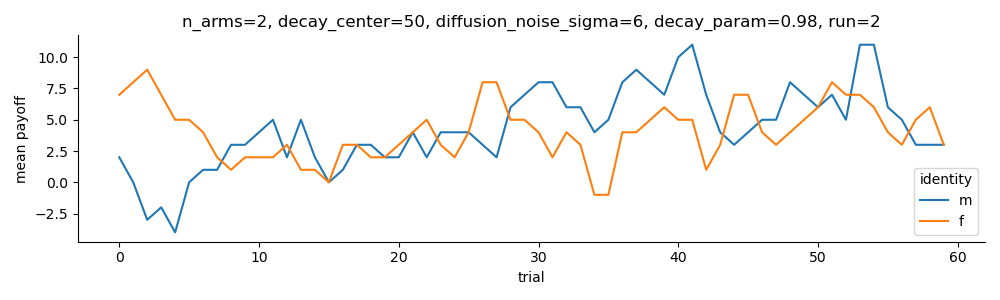 n_arms=2, decay_center=50, diffusion_noise_sigma=6, decay_param=0.98, run=2
mean payoff
10.0
7.5
5.0
2.5
0.0
−2.5
identity
m
f
0 10 20 30 40 50 60
trial